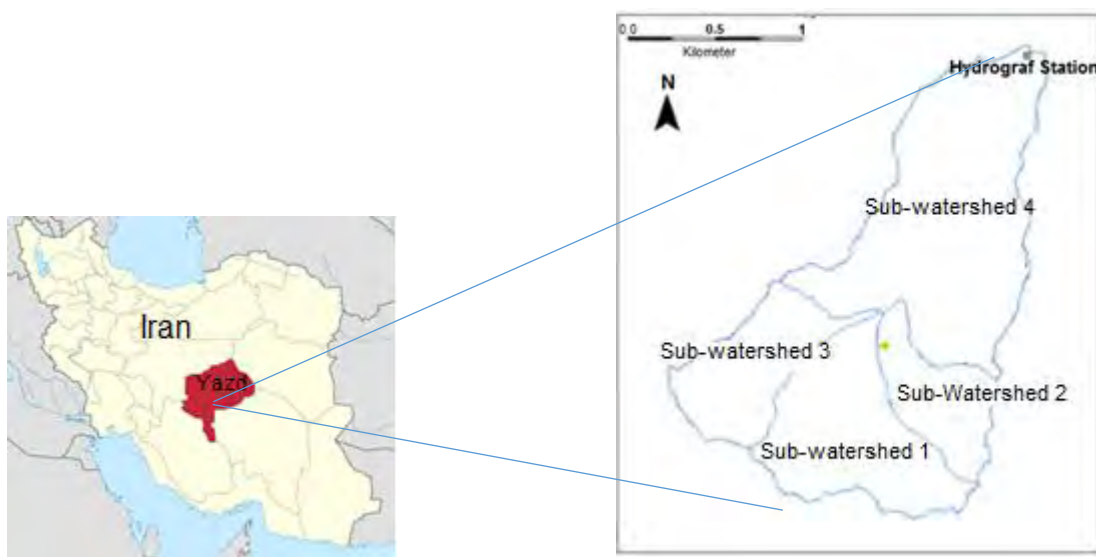 0.0 0.5 1
Kilometer
N
Hydrograf Station
Sub-watershed 4
Iran
Sub-watershed 3
Yazd
Sub-Watershed 2
Sub-watershed 1